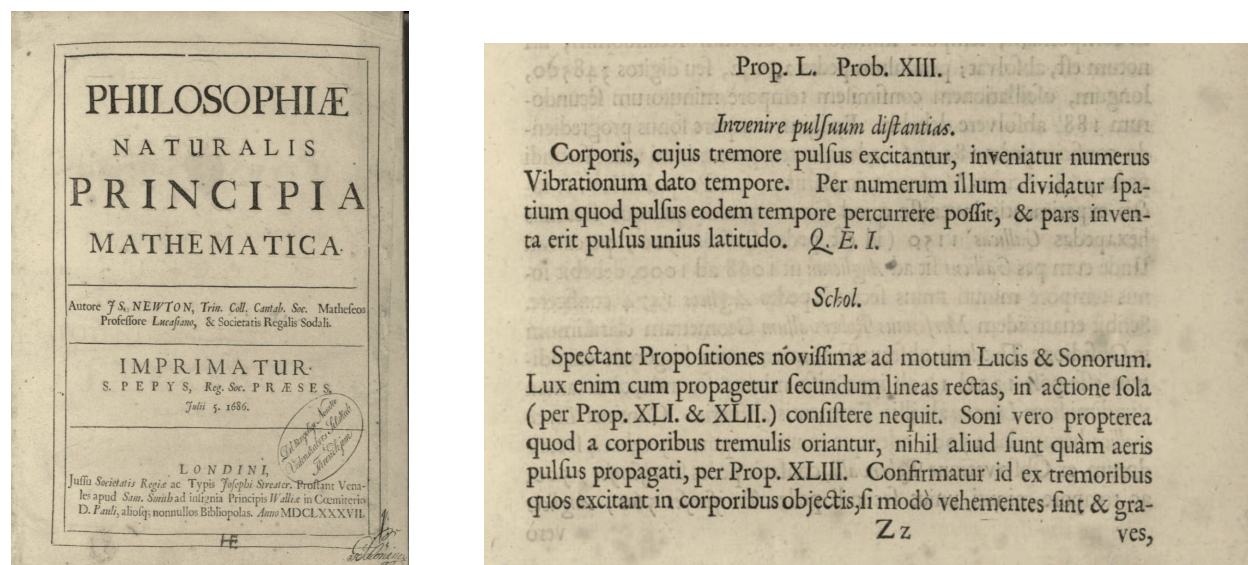 PHILOSOPHIÆ
NATURALIS
PRINCIPIA
MATHEMATICA.
Autore JS. NEWTON, Trin. Coll. Cantab. Soc. Matheseos
Professore Lucasiano, & Societatis Regalis Sodali.
IMPRIMATUR.
S. PEPYS, Reg. Soc. PRÆSES.
Julii 5. 1686.
LONDINI,
Jussu Societatis Regiæ ac Typis Josephi Streater. Prostant Vena-
les apud Sam. Smith ad insignia Principis Walliæ in Cœmiterio
D. Pauli, aliosq; nonnullos Bibliopolas. Anno MDCLXXXVII.
Prop. L. Prob. XIII.
Invenire pulſuum diſtantias.
Corporis, cujus tremore pulſus excitantur, inveniatur numerus
Vibrationum dato tempore. Per numerum illum dividatur ſpa-
tium quod pulſus eodem tempore percurrere poſſit, & pars inven-
ta erit pulſus unius latitudo. Q. E. I.
Schol.
Spectant Propoſitiones noviſſimæ ad motum Lucis & Sonorum.
Lux enim cum propagetur ſecundum lineas rectas, in actione ſola
(per Prop. XLI. & XLII.) conſiſtere nequit. Soni vero propterea
quod a corporibus tremulis oriantur, nihil aliud ſunt quàm aeris
pulſus propagati, per Prop. XLIII. Confirmatur id ex tremoribus
quos excitant in corporibus objectis, ſi modò vehementes ſint & gra-
Zz ves,